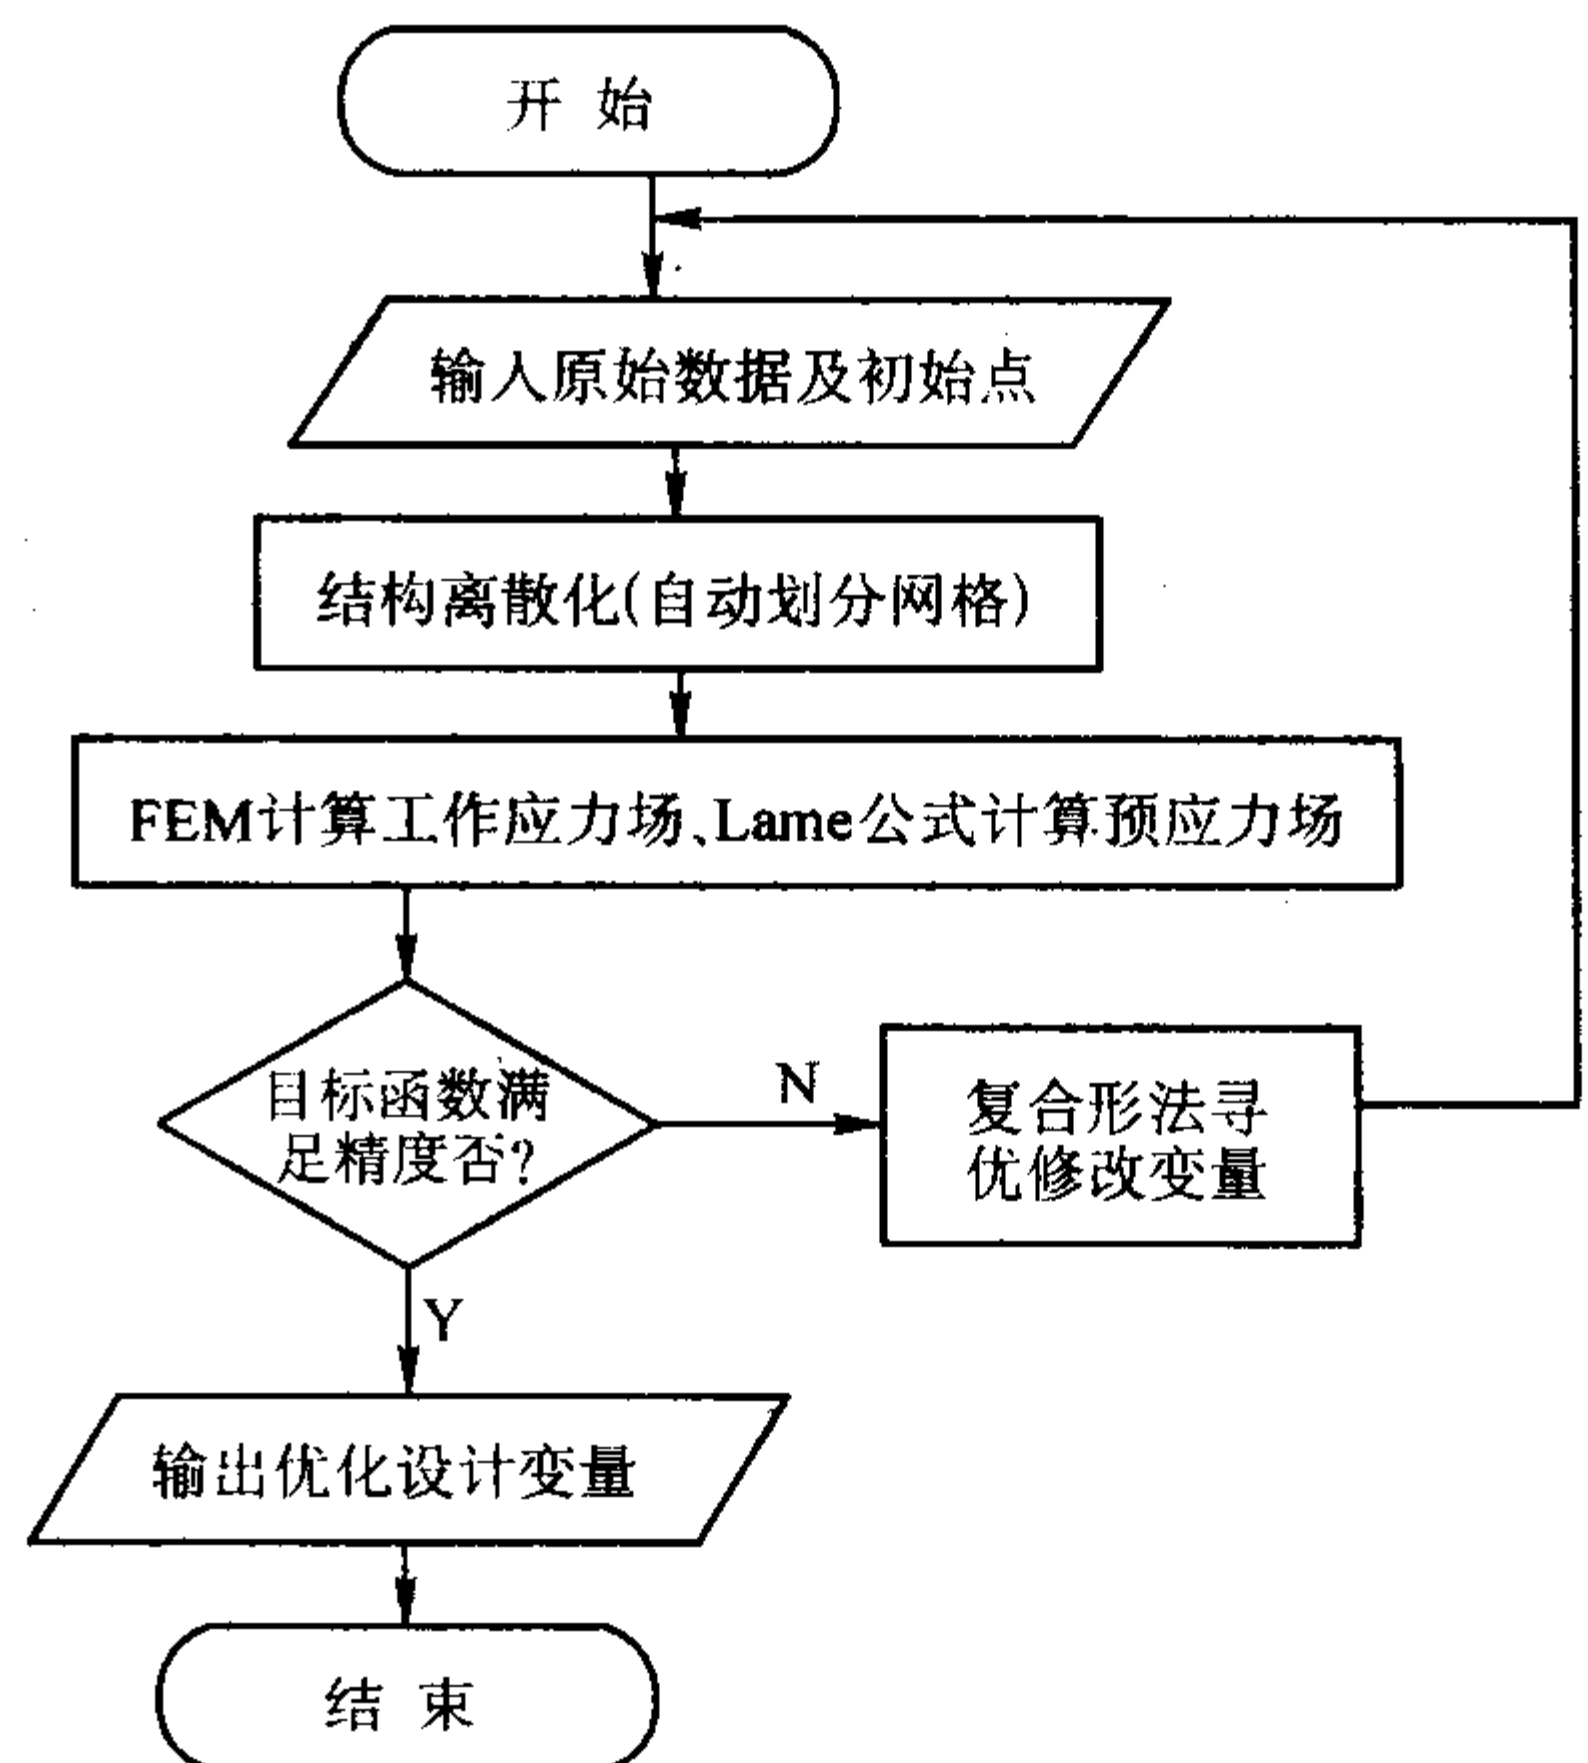 开 始
输入原始数据及初始点
结构离散化(自动划分网格)
FEM计算工作应力场、Lame公式计算预应力场
目标函数满
足精度否?
N
复合形法寻
优修改变量
Y
输出优化设计变量
结 束